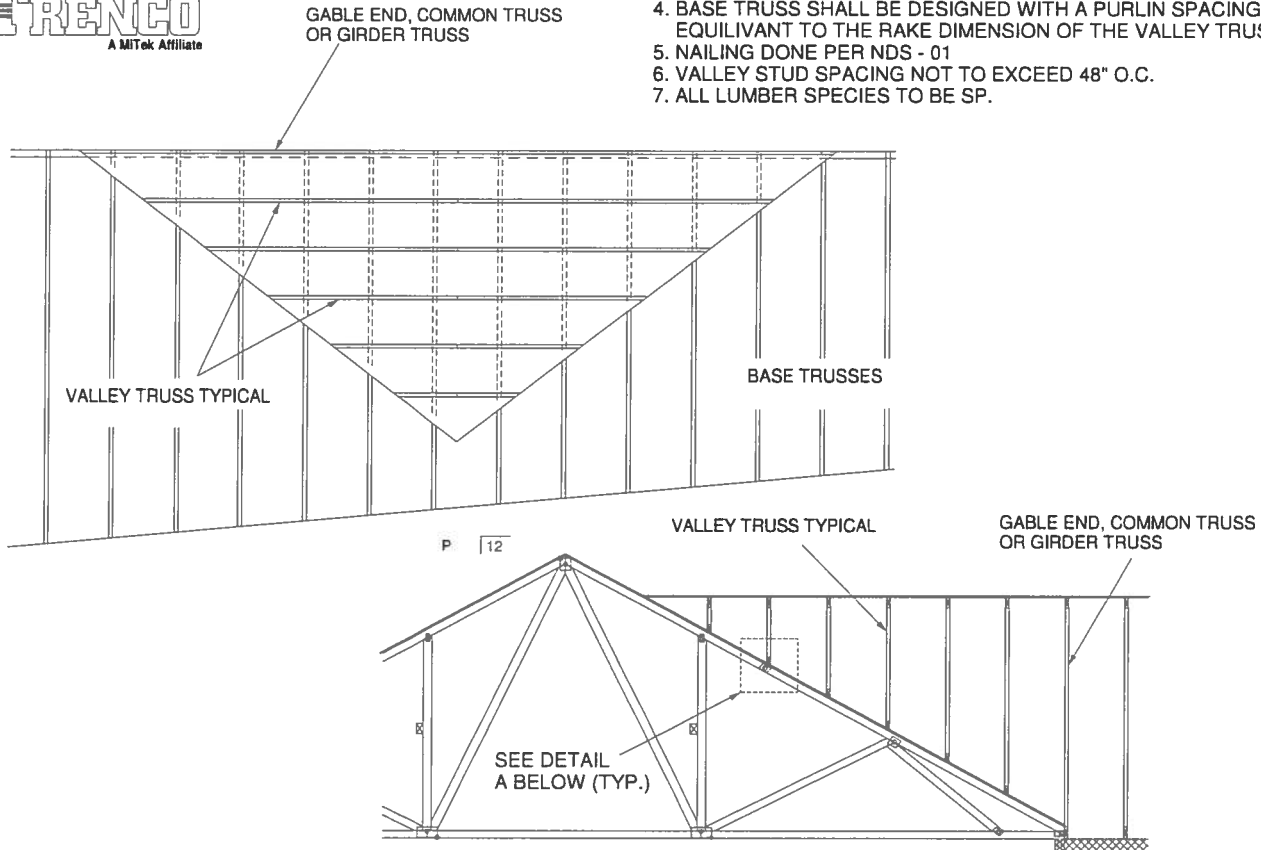 TRENCO
A MiTek Affiliate
GABLE END, COMMON TRUSS
OR GIRDER TRUSS
4. BASE TRUSS SHALL BE DESIGNED WITH A PURLIN SPACING
EQUILIVANT TO THE RAKE DIMENSION OF THE VALLEY TRUS
5. NAILING DONE PER NDS - 01
6. VALLEY STUD SPACING NOT TO EXCEED 48" O.C.
7. ALL LUMBER SPECIES TO BE SP.
VALLEY TRUSS TYPICAL
BASE TRUSSES
P 12
VALLEY TRUSS TYPICAL
GABLE END, COMMON TRUSS
OR GIRDER TRUSS
SEE DETAIL
A BELOW (TYP.)